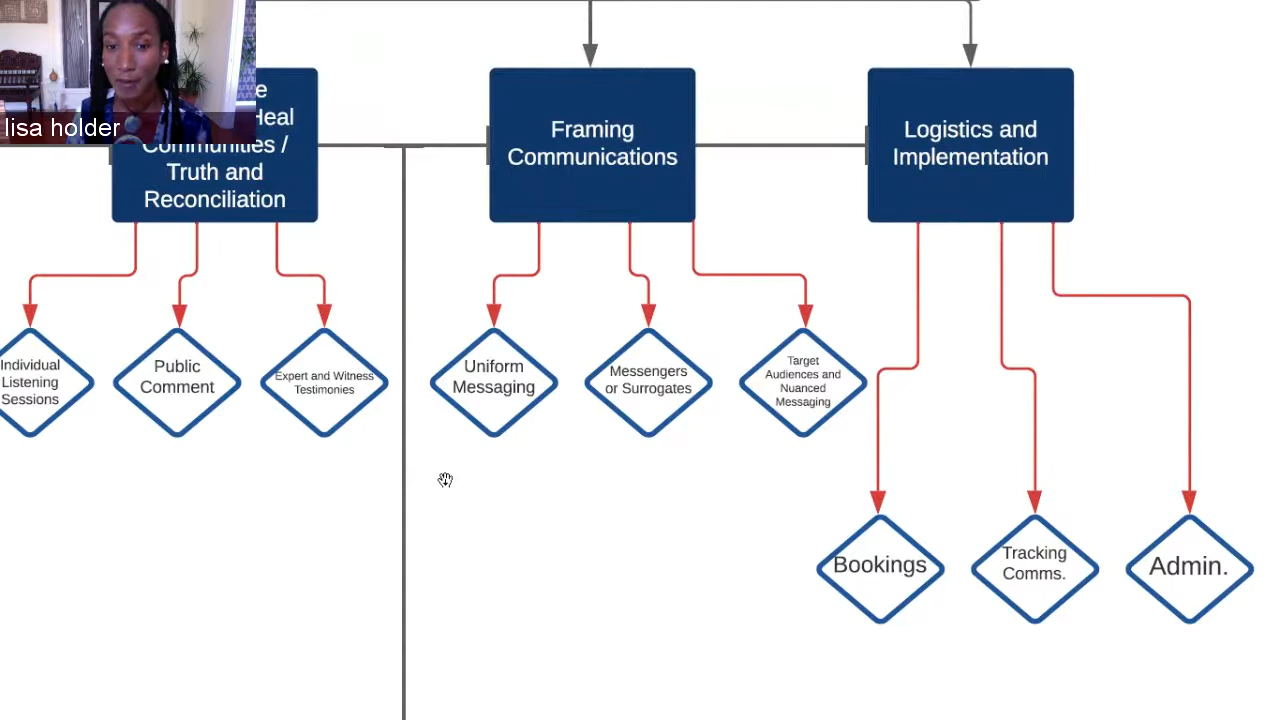 lisa holder
e
Heal
Communities /
Truth and
Reconciliation
Framing
Communications
Logistics and
Implementation
Individual
Listening
Sessions
Public
Comment
Expert and Witness
Testimonies
Uniform
Messaging
Messengers
or Surrogates
Target
Audiences and
Nuanced
Messaging
Bookings
Tracking
Comms.
Admin.